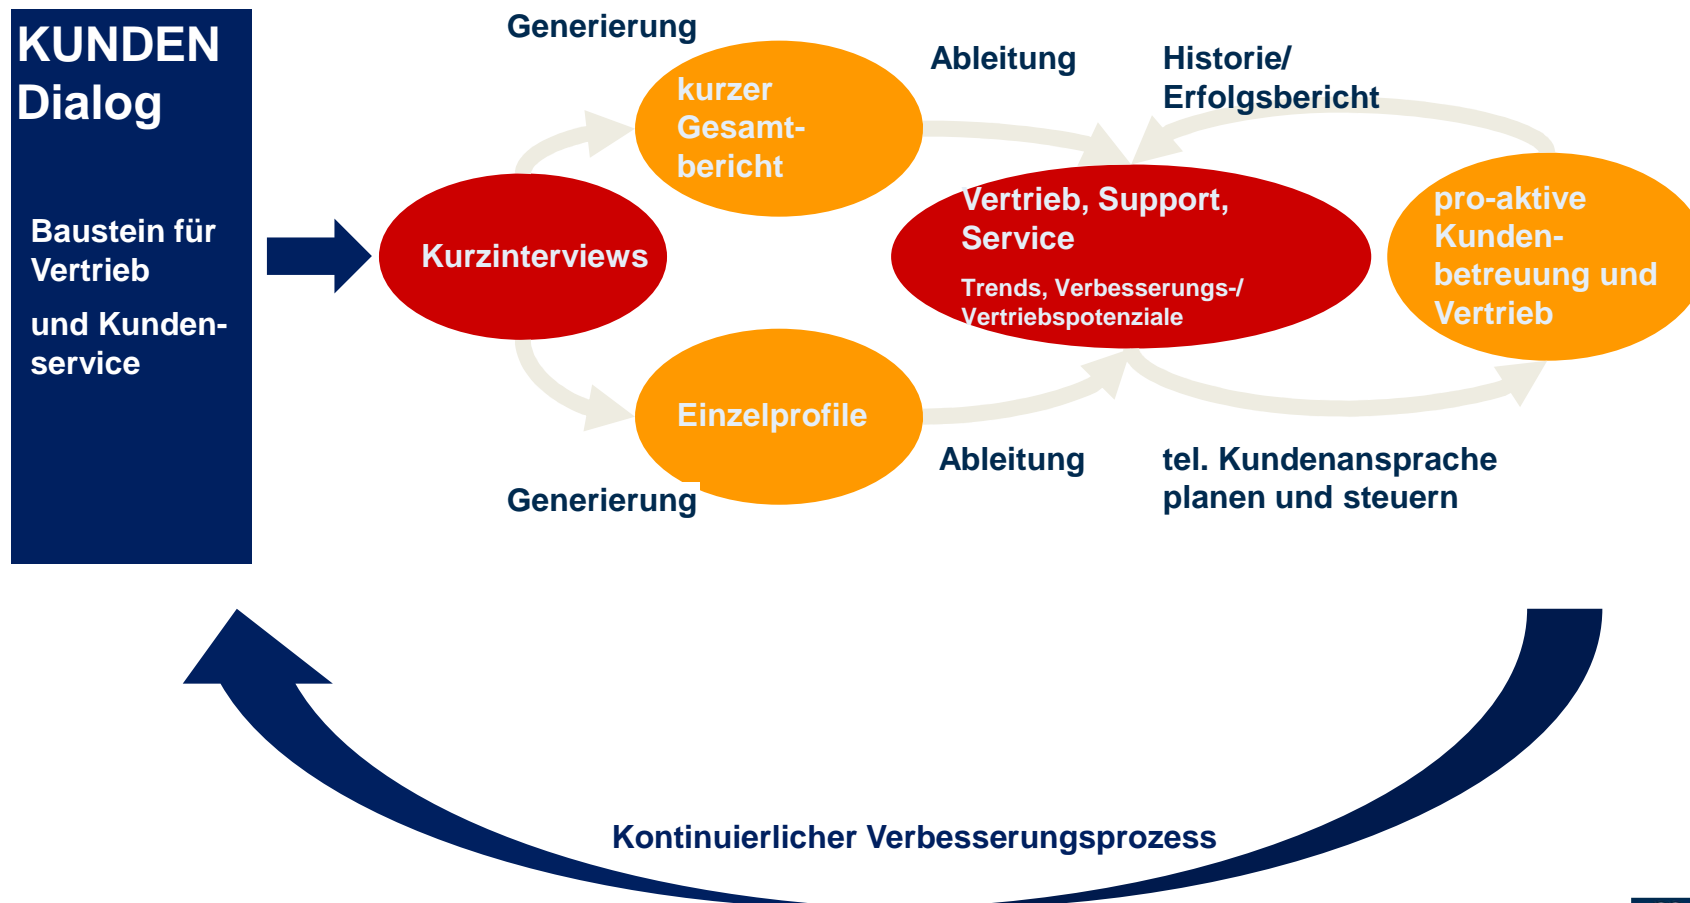 KUNDEN
Dialog
Baustein für
Vertrieb
und Kunden-
service
Generierung
kurzer
Gesamt-
bericht
Ableitung
Historie/
Erfolgsbericht
Kurzinterviews
Vertrieb, Support,
Service
Trends, Verbesserungs-/
Vertriebspotenziale
pro-aktive
Kunden-
betreuung und
Vertrieb
Einzelprofile
Generierung
Ableitung
tel. Kundenansprache
planen und steuern
Kontinuierlicher Verbesserungsprozess